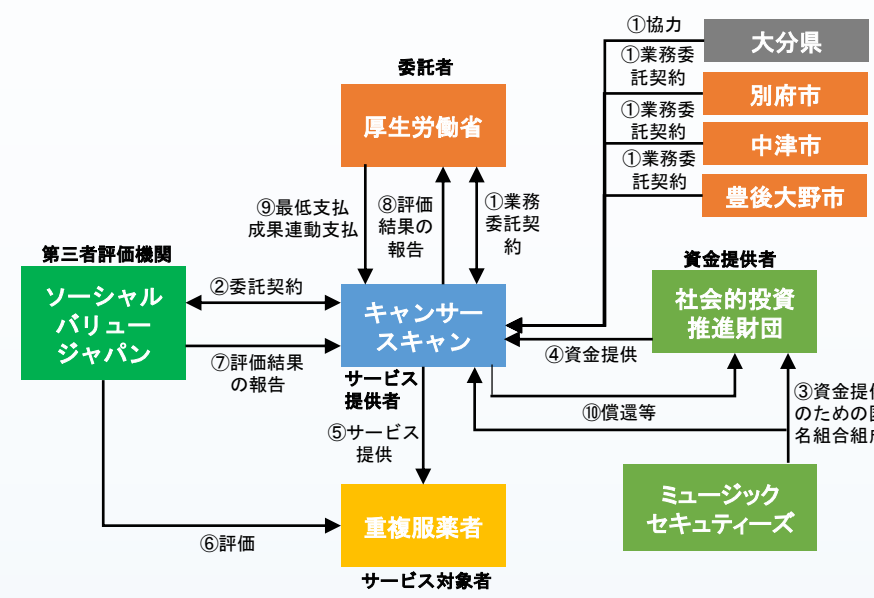 ①協力
大分県
①業務委
託契約
別府市
①業務委
託契約
中津市
①業務委
託契約
豊後大野市
委託者
厚生労働省
⑨最低支払
成果連動支払
⑧評価
結果の
報告
①業務
委託契
約
第三者評価機関
ソーシャル
バリュー
ジャパン
②委託契約
⑦評価結果
の報告
キャンサー
スキャン
サービス
提供者
資金提供者
社会的投資
推進財団
④資金提供
⑩償還等
③資金提
のための
名組合組
⑤サービス
提供
ミュージック
セキュティーズ
⑥評価
重複服薬者
サービス対象者